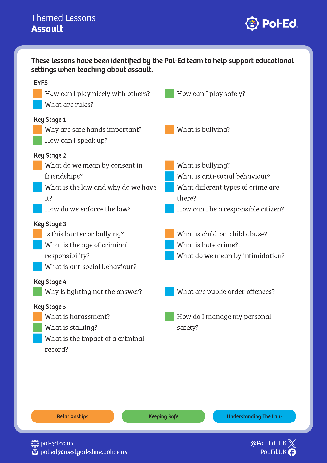 Themed Lessons
Assault
Pol-Ed
These lessons have been identified by the Pol-Ed team to help support educational
settings when teaching about assault.
EYFS
How can I play nicely with others?
What are rules?
How can I play safely?
Key Stage 1
Why are safe hands important?
How can I speak up?
What is bullying?
Key Stage 2
What do we mean by consent in
friendships?
What is the law and why do we have
it?
How do we enforce the law?
What is bullying?
What is anti-social behaviour?
What different types of crime are
there?
How can I be a responsible citizen?
Key Stage 3
Is this banter or bullying?
What is the age of criminal
responsibility?
What is anti-social behaviour?
What is child on child abuse?
What is hate crime?
What do we mean by intimidation?
Key Stage 4
Why is fighting not the answer?
What are public order offences?
Key Stage 5
What is harassment?
What is stalking?
What is the impact of a criminal
record?
How do I manage my personal
safety?
Relationships
Keeping Safe
Understanding the Law